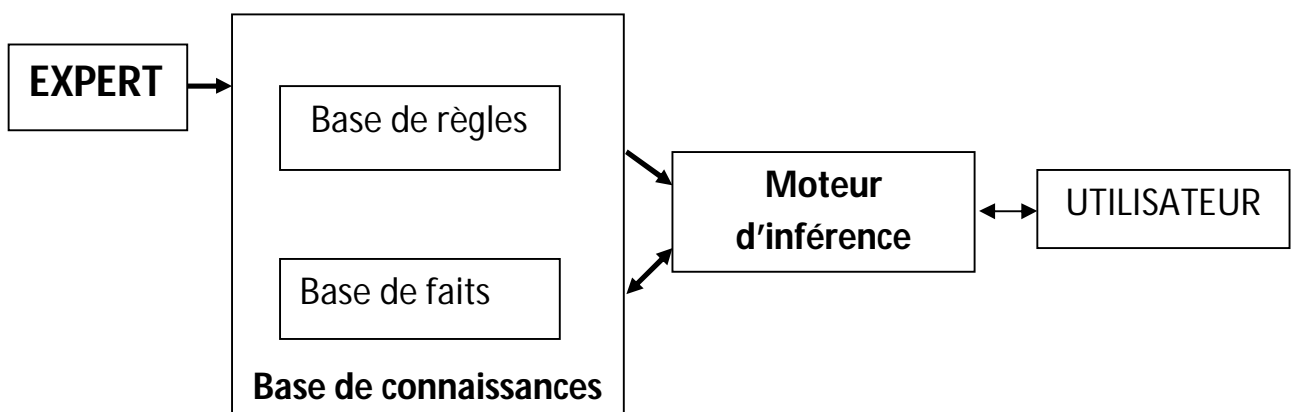 EXPERT
Base de règles
Base de faits
Base de connaissances
Moteur
d'inférence
UTILISATEUR